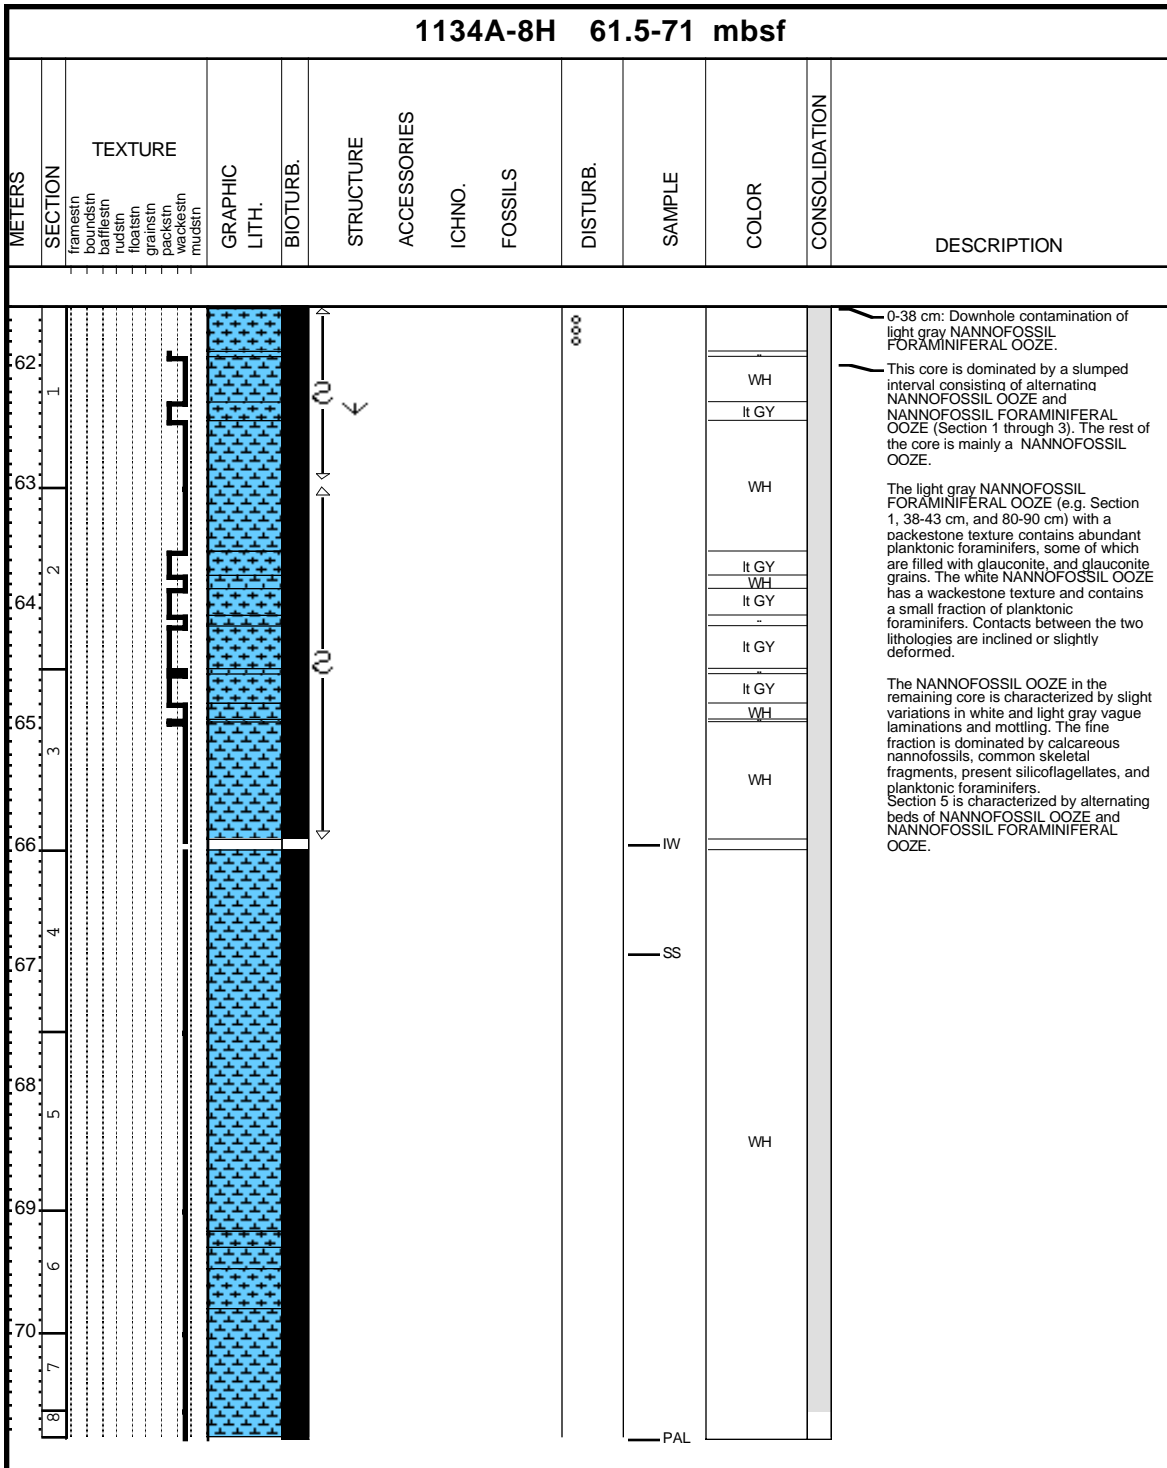 1134A-8H 61.5-71 mbsf
METERS
SECTION
TEXTURE
framestn
boundstn
bafflestn
rudstn
floatstn
grainstn
packstn
wackestn
mudstn
GRAPHIC
LITH.
BIOTURB.
STRUCTURE
ACCESSORIES
ICHNO.
FOSSILS
DISTURB.
SAMPLE
COLOR
CONSOLIDATION
DESCRIPTION
62
63
64
65
66
67
68
69
70
1
2
3
4
5
6
7
8
IW
SS
PAL
"
WH
lt GY
WH
lt GY
WH
lt GY
"
lt GY
"
lt GY
WH
"
WH
WH
0-38 cm: Downhole contamination of
light gray NANNOFOSSIL
FORAMINIFERAL OOZE.
This core is dominated by a slumped
interval consisting of alternating
NANNOFOSSIL OOZE and
NANNOFOSSIL FORAMINIFERAL
OOZE (Section 1 through 3). The rest of
the core is mainly a NANNOFOSSIL
OOZE.
The light gray NANNOFOSSIL
FORAMINIFERAL OOZE (e.g. Section
1, 38-43 cm, and 80-90 cm) with a
packestone texture contains abundant
planktonic foraminifers, some of which
are filled with glauconite, and glauconite
grains. The white NANNOFOSSIL OOZE
has a wackestone texture and contains
a small fraction of planktonic
foraminifers. Contacts between the two
lithologies are inclined or slightly
deformed.
The NANNOFOSSIL OOZE in the
remaining core is characterized by slight
variations in white and light gray vague
laminations and mottling. The fine
fraction is dominated by calcareous
nannofossils, common skeletal
fragments, present silicoflagellates, and
planktonic foraminifers.
Section 5 is characterized by alternating
beds of NANNOFOSSIL OOZE and
NANNOFOSSIL FORAMINIFERAL
OOZE.